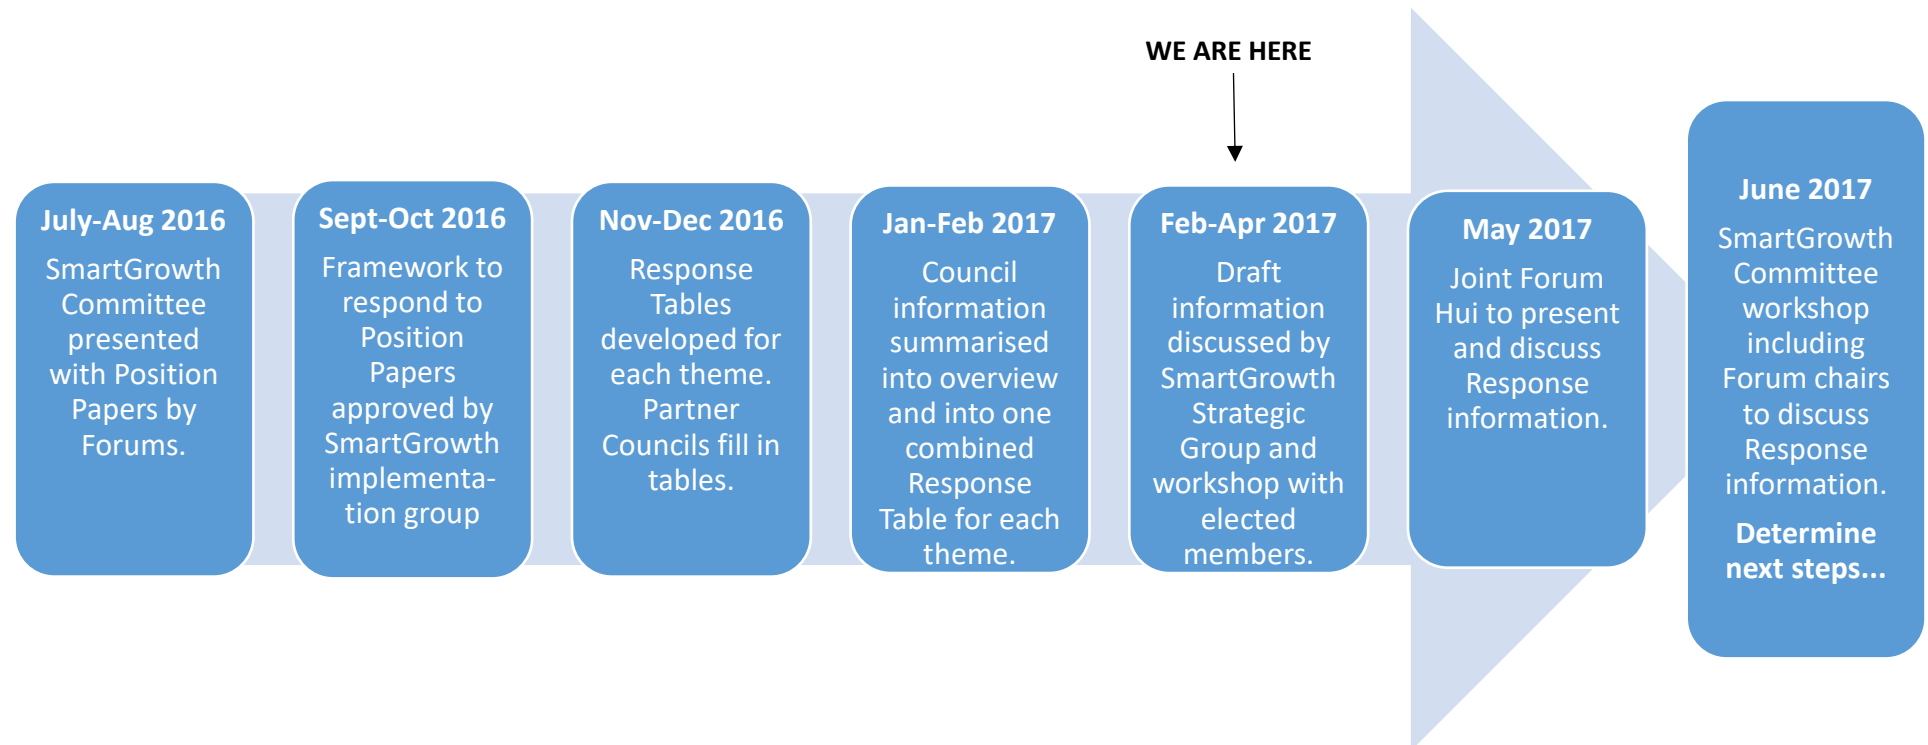 WE ARE HERE
July-Aug 2016
SmartGrowth
Committee
presented
with Position
Papers by
Forums.
Sept-Oct 2016
Framework to
respond to
Position
Papers
approved by
SmartGrowth
implementa-
tion group
Nov-Dec 2016
Response
Tables
developed for
each theme.
Partner
Councils fill in
tables.
Jan-Feb 2017
Council
information
summarised
into overview
and into one
combined
Response
Table for each
theme.
Feb-Apr 2017
Draft
information
discussed by
SmartGrowth
Strategic
Group and
workshop with
elected
members.
May 2017
Joint Forum
Hui to present
and discuss
Response
information.
June 2017
SmartGrowth
Committee
workshop
including
Forum chairs
to discuss
Response
information.
Determine
next steps...